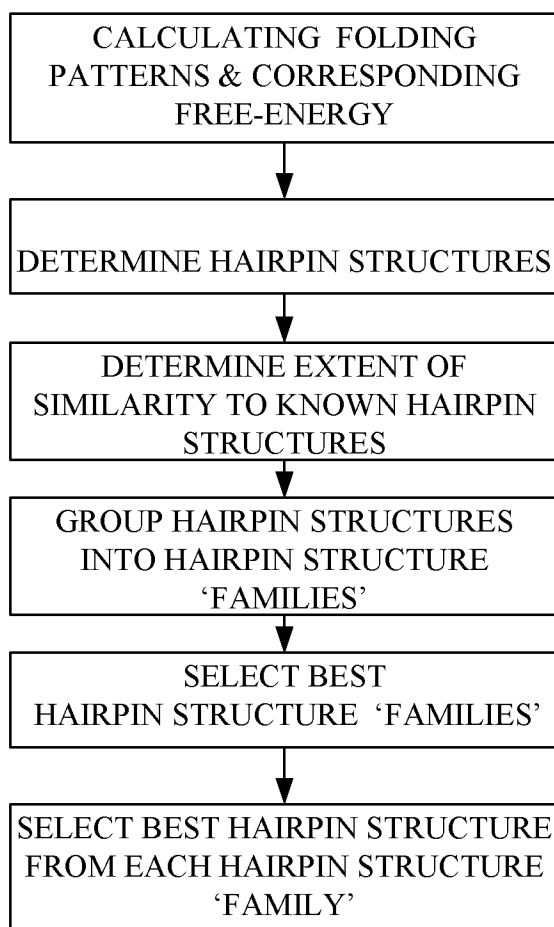 CALCULATING FOLDING
PATTERNS & CORRESPONDING
FREE-ENERGY
DETERMINE HAIRPIN STRUCTURES
DETERMINE EXTENT OF
SIMILARITY TO KNOWN HAIRPIN
STRUCTURES
GROUP HAIRPIN STRUCTURES
INTO HAIRPIN STRUCTURE
‘FAMILIES’
SELECT BEST
HAIRPIN STRUCTURE ‘FAMILIES’
SELECT BEST HAIRPIN STRUCTURE
FROM EACH HAIRPIN STRUCTURE
‘FAMILY’